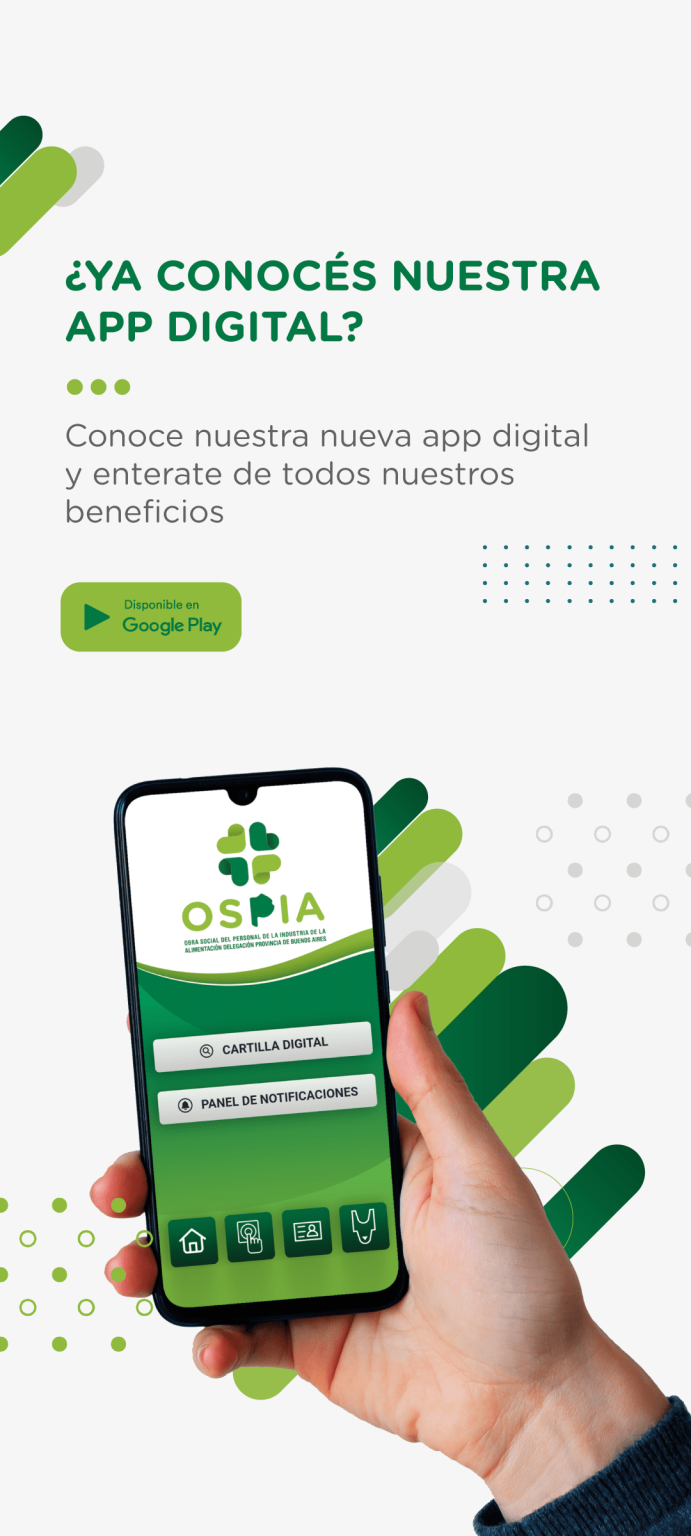 ¿YA CONOCÉS NUESTRA
APP DIGITAL?
Conoce nuestra nueva app digital
y enterate de todos nuestros
beneficios
Disponible en
Google Play
OSPIA
OBRA SOCIAL DEL PERSONAL DE LA INDUSTRIA DE LA
ALIMENTACIÓN DELEGACIÓN PROVINCIA DE BUENOS AIRES
CARTILLA DIGITAL
PANEL DE NOTIFICACIONES